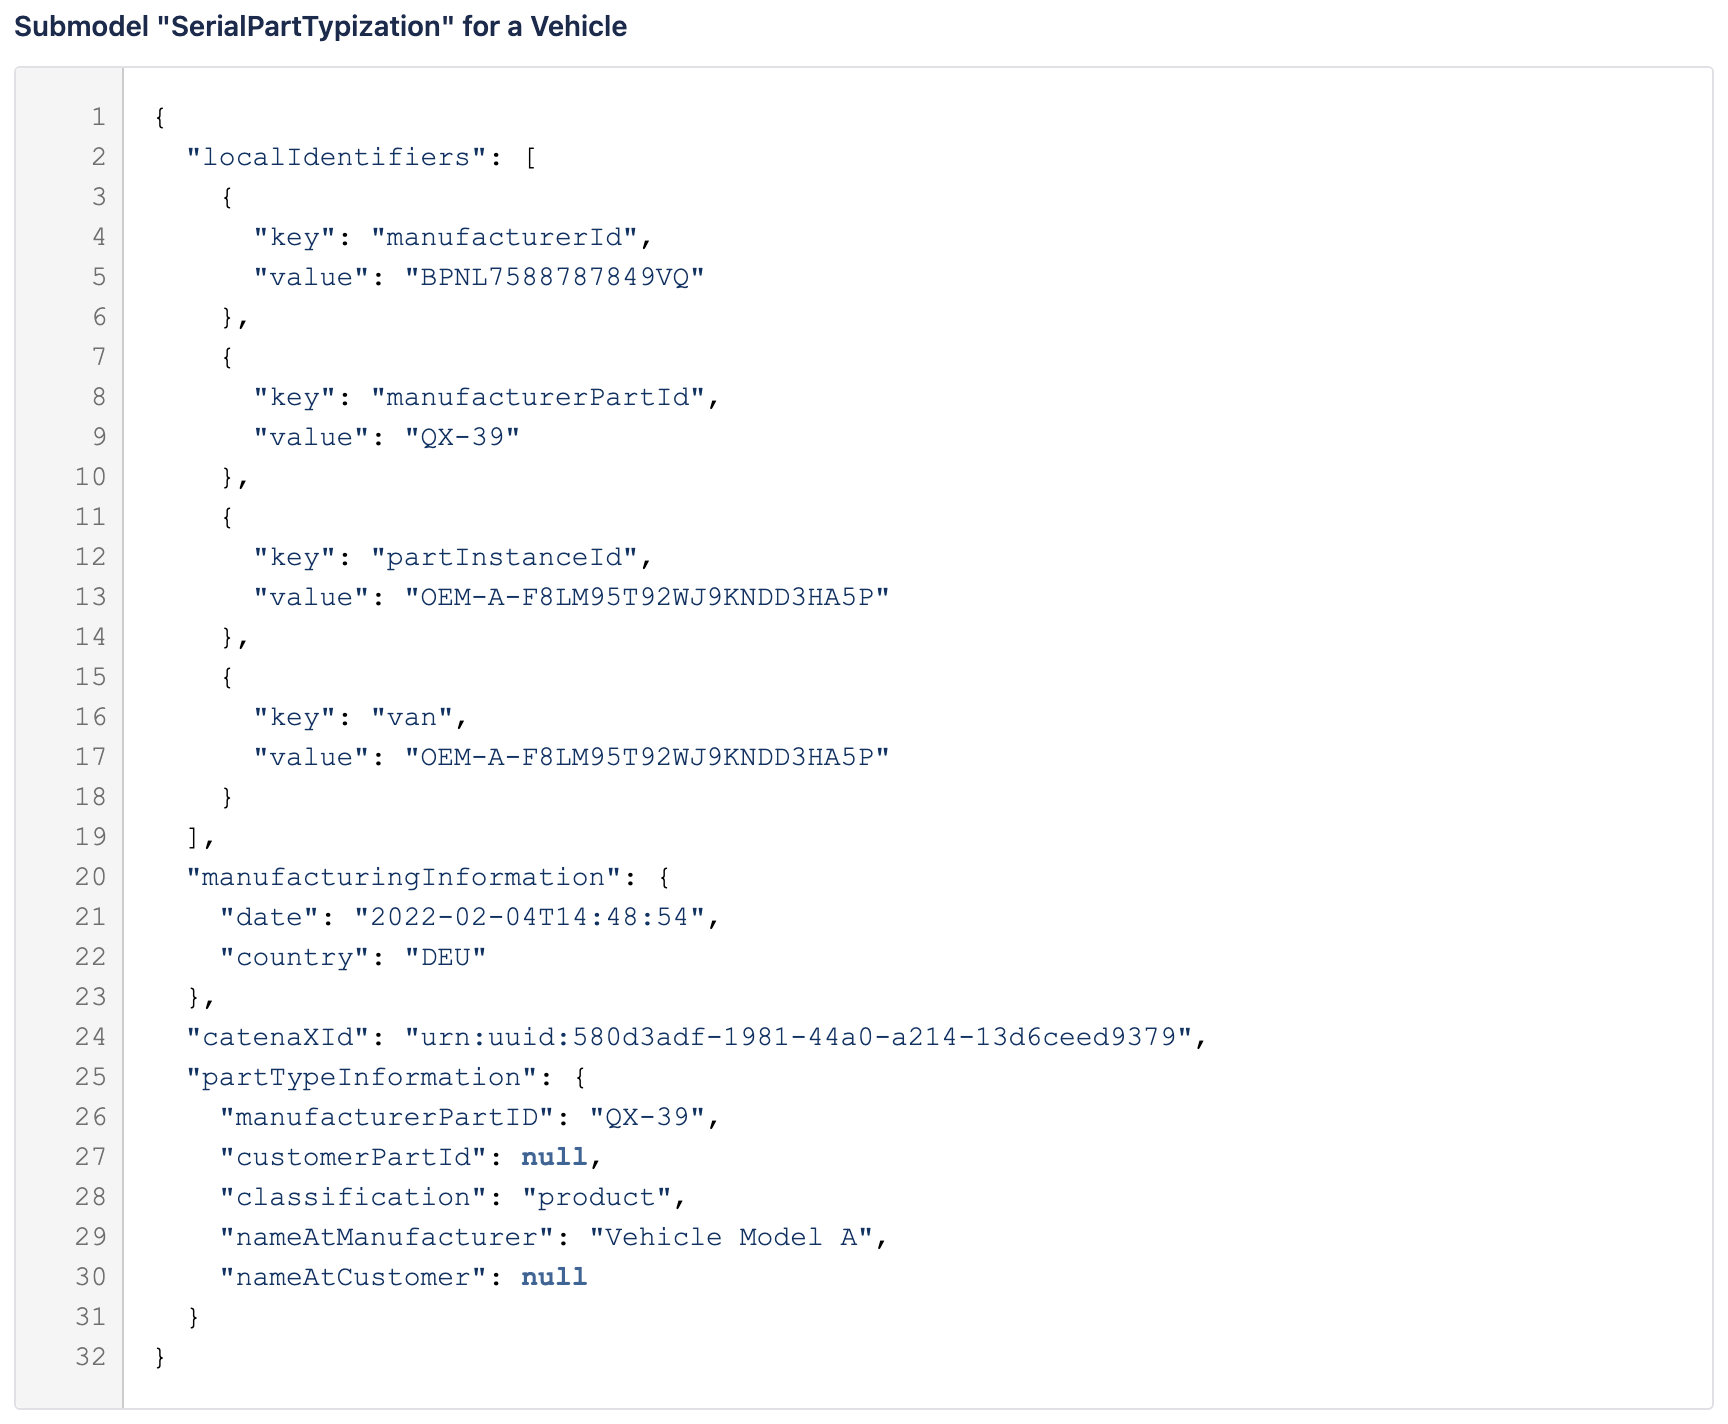 Submodel "SerialPartTypization" for a Vehicle
1 {
2   "localIdentifiers": [
3     {
4       "key": "manufacturerId",
5       "value": "BPNL7588787849VQ"
6     },
7     {
8       "key": "manufacturerPartId",
9       "value": "QX-39"
10     },
11     {
12       "key": "partInstanceId",
13       "value": "OEM-A-F8LM95T92WJ9KNDD3HA5P"
14     },
15     {
16       "key": "van",
17       "value": "OEM-A-F8LM95T92WJ9KNDD3HA5P"
18     }
19   ],
20   "manufacturingInformation": {
21     "date": "2022-02-04T14:48:54",
22     "country": "DEU"
23   },
24   "catenaXId": "urn:uuid:580d3adf-1981-44a0-a214-13d6ceed9379",
25   "partTypeInformation": {
26     "manufacturerPartID": "QX-39",
27     "customerPartId": null,
28     "classification": "product",
29     "nameAtManufacturer": "Vehicle Model A",
30     "nameAtCustomer": null
31   }
32 }